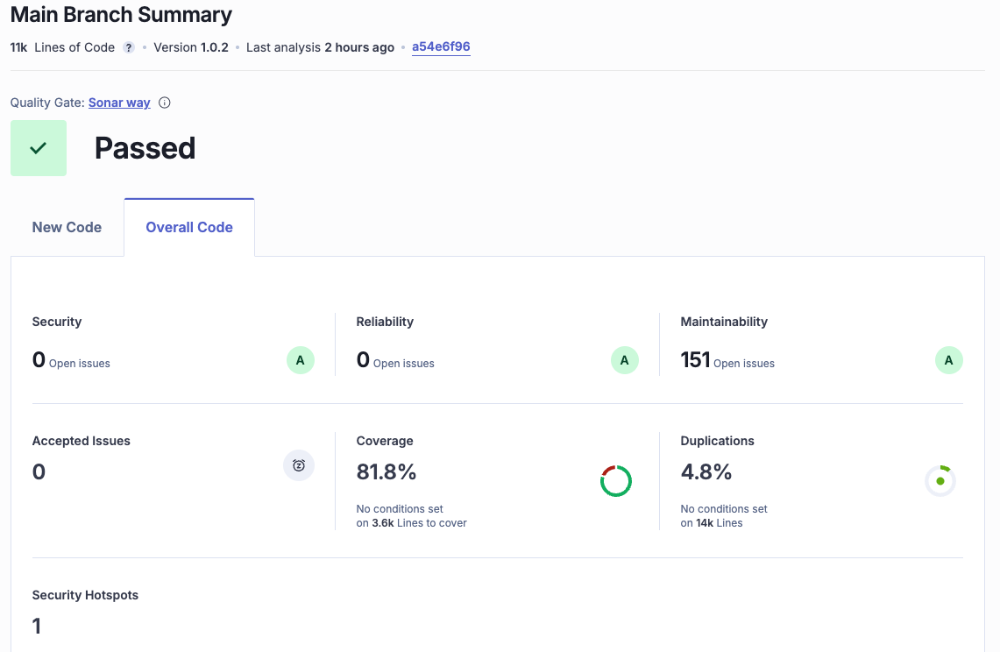 Main Branch Summary
11k Lines of Code ? • Version 1.0.2 • Last analysis 2 hours ago • a54e6f96
Quality Gate: Sonar way
Passed
New Code
Overall Code
Security
0 Open issues
A
Reliability
0 Open issues
A
Maintainability
151 Open issues
A
Accepted Issues
0
Coverage
81.8%
No conditions set
on 3.6k Lines to cover
Duplications
4.8%
No conditions set
on 14k Lines
Security Hotspots
1